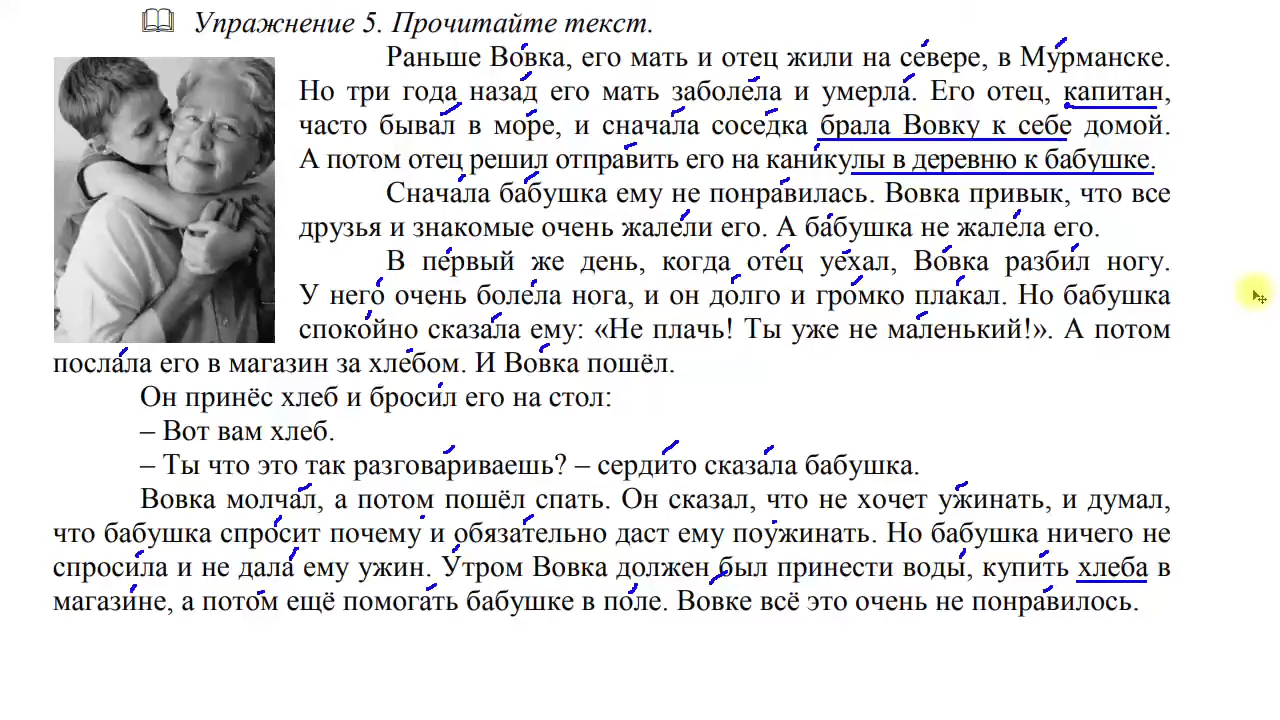 Упражнение 5. Прочитайте текст.
Раньше Вовка, его мать и отец жили на севере, в Мурманске.
Но три года назад его мать заболела и умерла. Его отец, капитан,
часто бывал в море, и сначала соседка брала Вовку к себе домой.
А потом отец решил отправить его на каникулы в деревню к бабушке.
Сначала бабушка ему не понравилась. Вовка привык, что все
друзья и знакомые очень жалели его. А бабушка не жалела его.
В первый же день, когда отец уехал, Вовка разбил ногу.
У него очень болела нога, и он долго и громко плакал. Но бабушка
спокойно сказала ему: «Не плачь! Ты уже не маленький!». А потом
послала его в магазин за хлебом. И Вовка пошёл.
Он принёс хлеб и бросил его на стол:
– Вот вам хлеб.
– Ты что это так разговариваешь? – сердито сказала бабушка.
Вовка молчал, а потом пошёл спать. Он сказал, что не хочет ужинать, и думал,
что бабушка спросит почему и обязательно даст ему поужинать. Но бабушка ничего не
спросила и не дала ему ужин. Утром Вовка должен был принести воды, купить хлеба в
магазине, а потом ещё помогать бабушке в поле. Вовке всё это очень не понравилось.